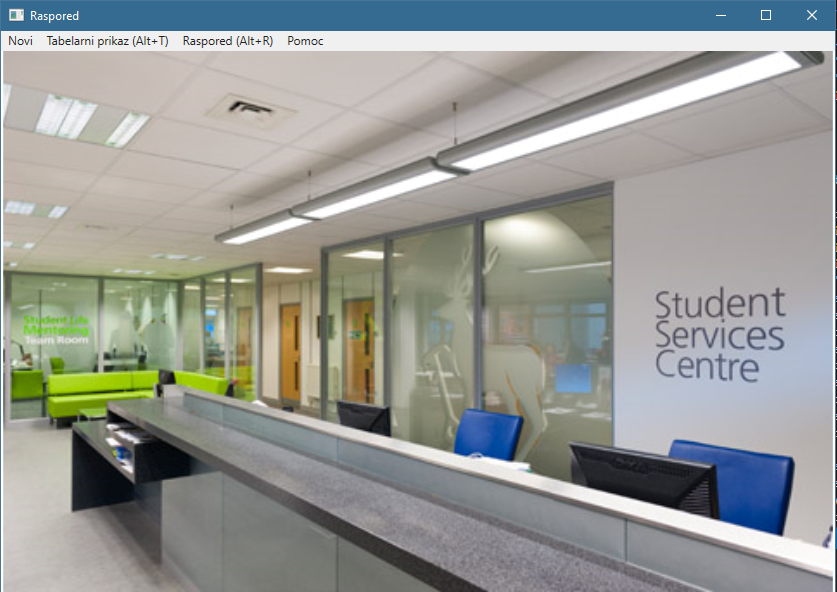 Raspored
Novi Tabelarni prikaz (Alt+T) Raspored (Alt+R) Pomoc
Student Life
Mentoring
Team Room
Student
Services
Centre